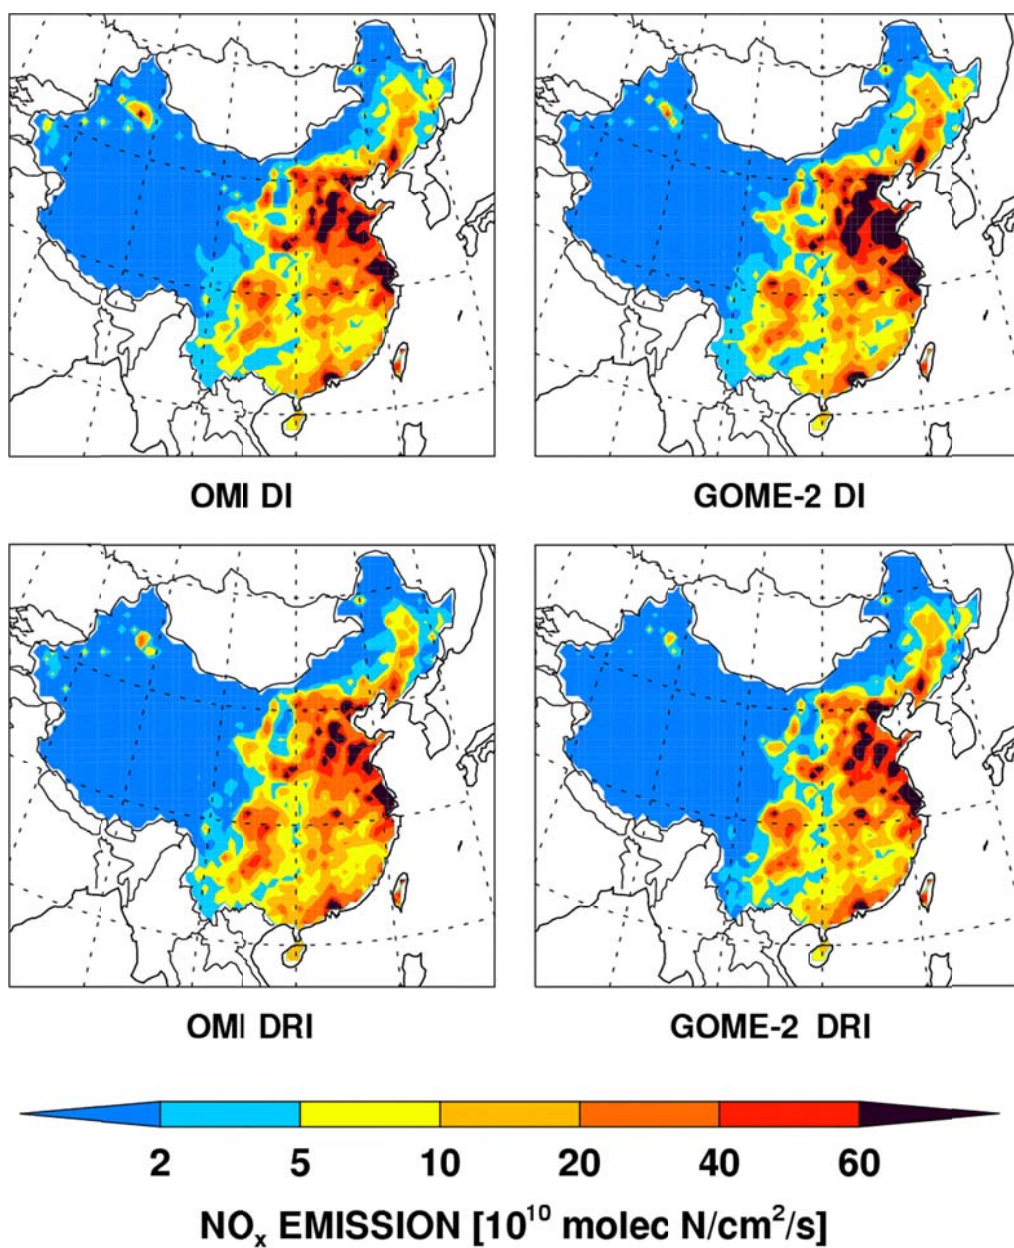 OMI DI
GOME-2 DI
OMI DRI
GOME-2 DRI
2 5 10 20 40 60
NOₓ EMISSION [10¹⁰ molec N/cm²/s]